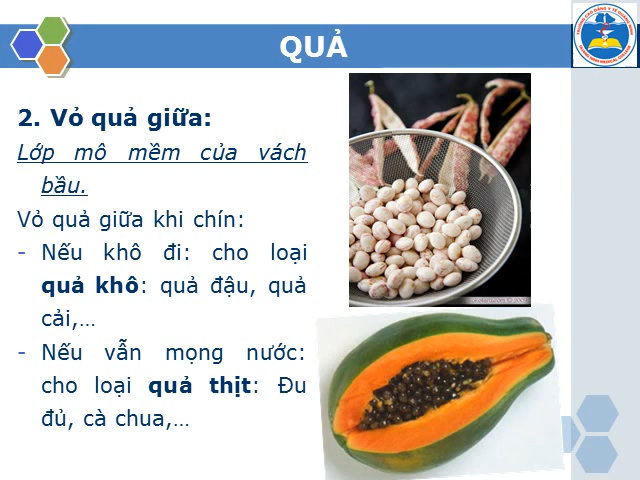 QUẢ
2. Vỏ quả giữa:
Lớp mô mềm của vách
bầu.
Vỏ quả giữa khi chín:
- Nếu khô đi: cho loại
quả khô: quả đậu, quả
cải,…
- Nếu vẫn mọng nước:
cho loại quả thịt: Đu
đủ, cà chua,…